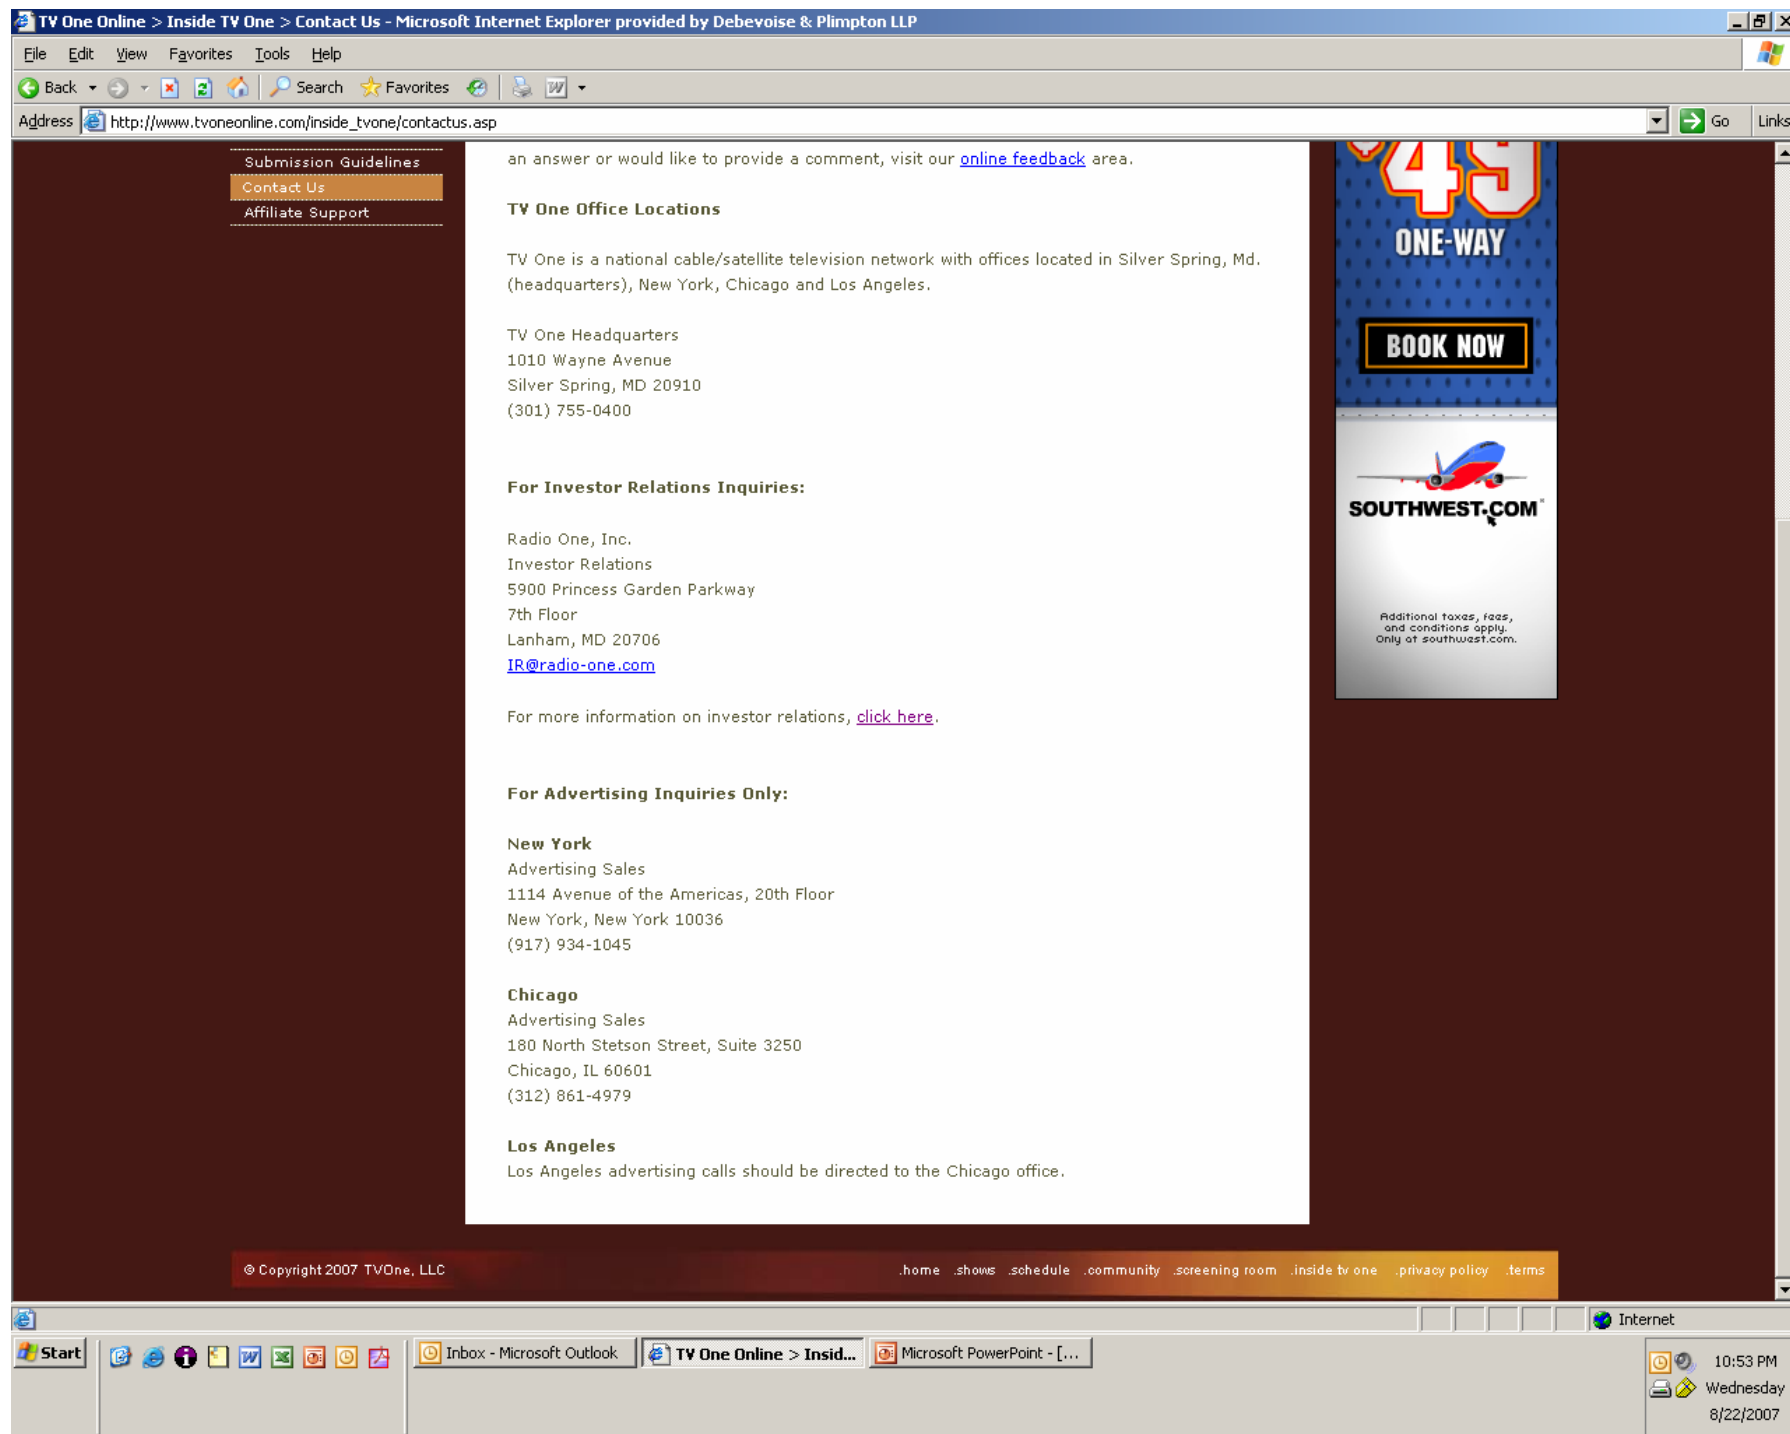 TV One Online > Inside TV One > Contact Us - Microsoft Internet Explorer provided by Debevoise & Plimpton LLP
File Edit View Favorites Tools Help
Back Search Favorites
Address http://www.tvoneonline.com/inside_tvone/contactus.asp Go Links
Submission Guidelines
Contact Us
Affiliate Support
an answer or would like to provide a comment, visit our online feedback area.
TV One Office Locations
TV One is a national cable/satellite television network with offices located in Silver Spring, Md.
(headquarters), New York, Chicago and Los Angeles.
TV One Headquarters
1010 Wayne Avenue
Silver Spring, MD 20910
(301) 755-0400
For Investor Relations Inquiries:
Radio One, Inc.
Investor Relations
5900 Princess Garden Parkway
7th Floor
Lanham, MD 20706
IR@radio-one.com
For more information on investor relations, click here.
For Advertising Inquiries Only:
New York
Advertising Sales
1114 Avenue of the Americas, 20th Floor
New York, New York 10036
(917) 934-1045
Chicago
Advertising Sales
180 North Stetson Street, Suite 3250
Chicago, IL 60601
(312) 861-4979
Los Angeles
Los Angeles advertising calls should be directed to the Chicago office.
$49
ONE-WAY
BOOK NOW
SOUTHWEST.COM®
Additional taxes, fees,
and conditions apply.
Only at southwest.com.
© Copyright 2007 TVOne, LLC
.home .shows .schedule .community .screening room .inside tv one .privacy policy .terms
Internet
Start Inbox - Microsoft Outlook TV One Online > Insid... Microsoft PowerPoint - [...
10:53 PM
Wednesday
8/22/2007